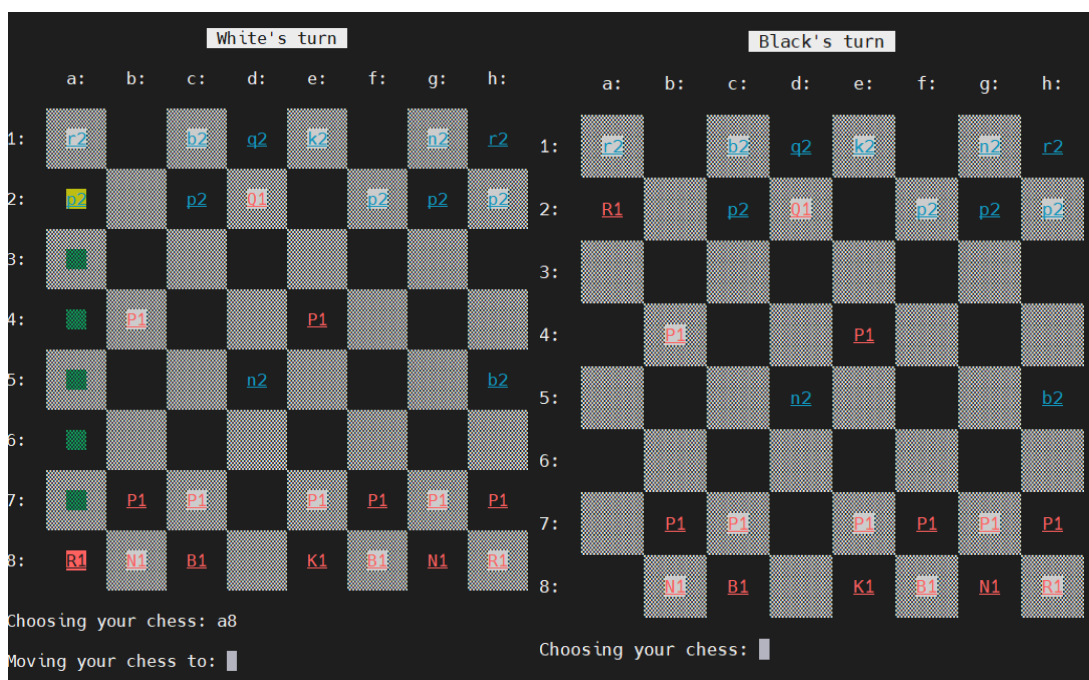 White's turn
a: b: c: d: e: f: g: h:
1: r2 b2 q2 k2 n2 r2
2: p2 p2 Q1 p2 p2 p2
3:
4: P1 P1
5: n2 b2
6:
7: P1 P1 P1 P1 P1 P1
8: R1 N1 B1 K1 B1 N1 R1
Choosing your chess: a8
Moving your chess to:
Black's turn
a: b: c: d: e: f: g: h:
1: r2 b2 q2 k2 n2 r2
2: R1 p2 Q1 p2 p2 p2
3:
4: P1 P1
5: n2 b2
6:
7: P1 P1 P1 P1 P1 P1
8: N1 B1 K1 B1 N1 R1
Choosing your chess: